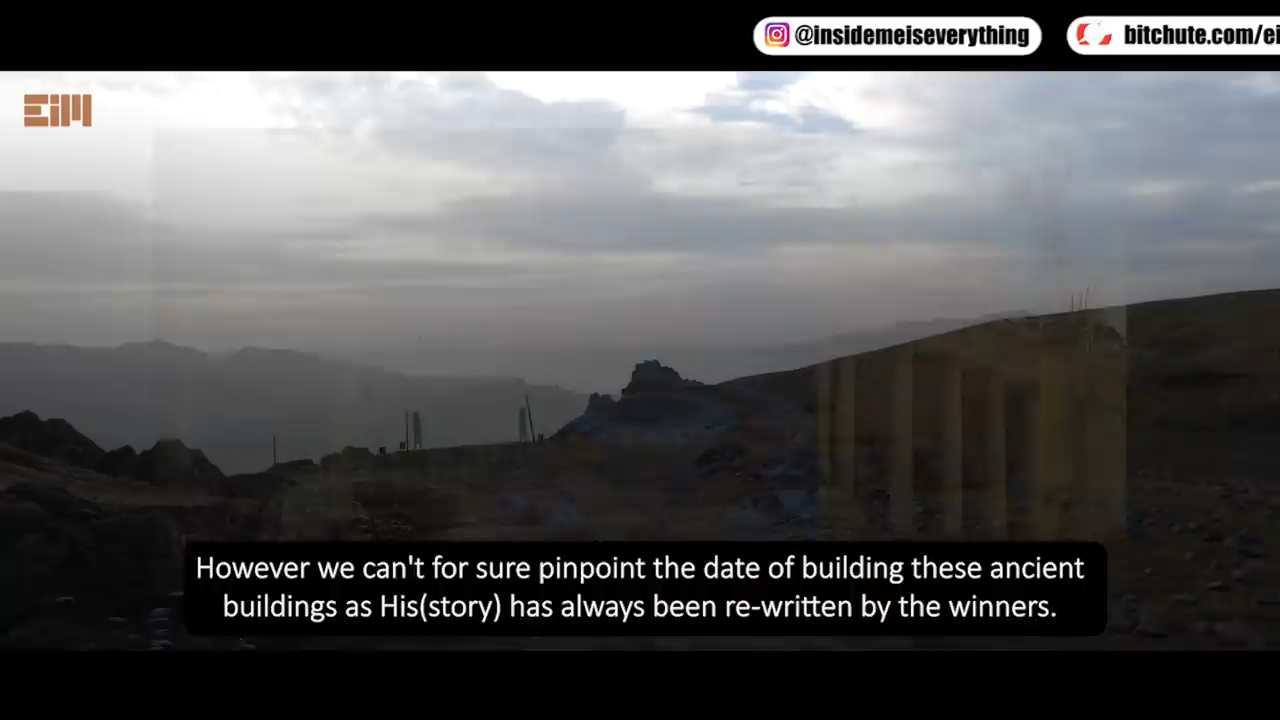 @insidemeiseverything
bitchute.com/ei
EiM
However we can't for sure pinpoint the date of building these ancient
buildings as His(story) has always been re-written by the winners.